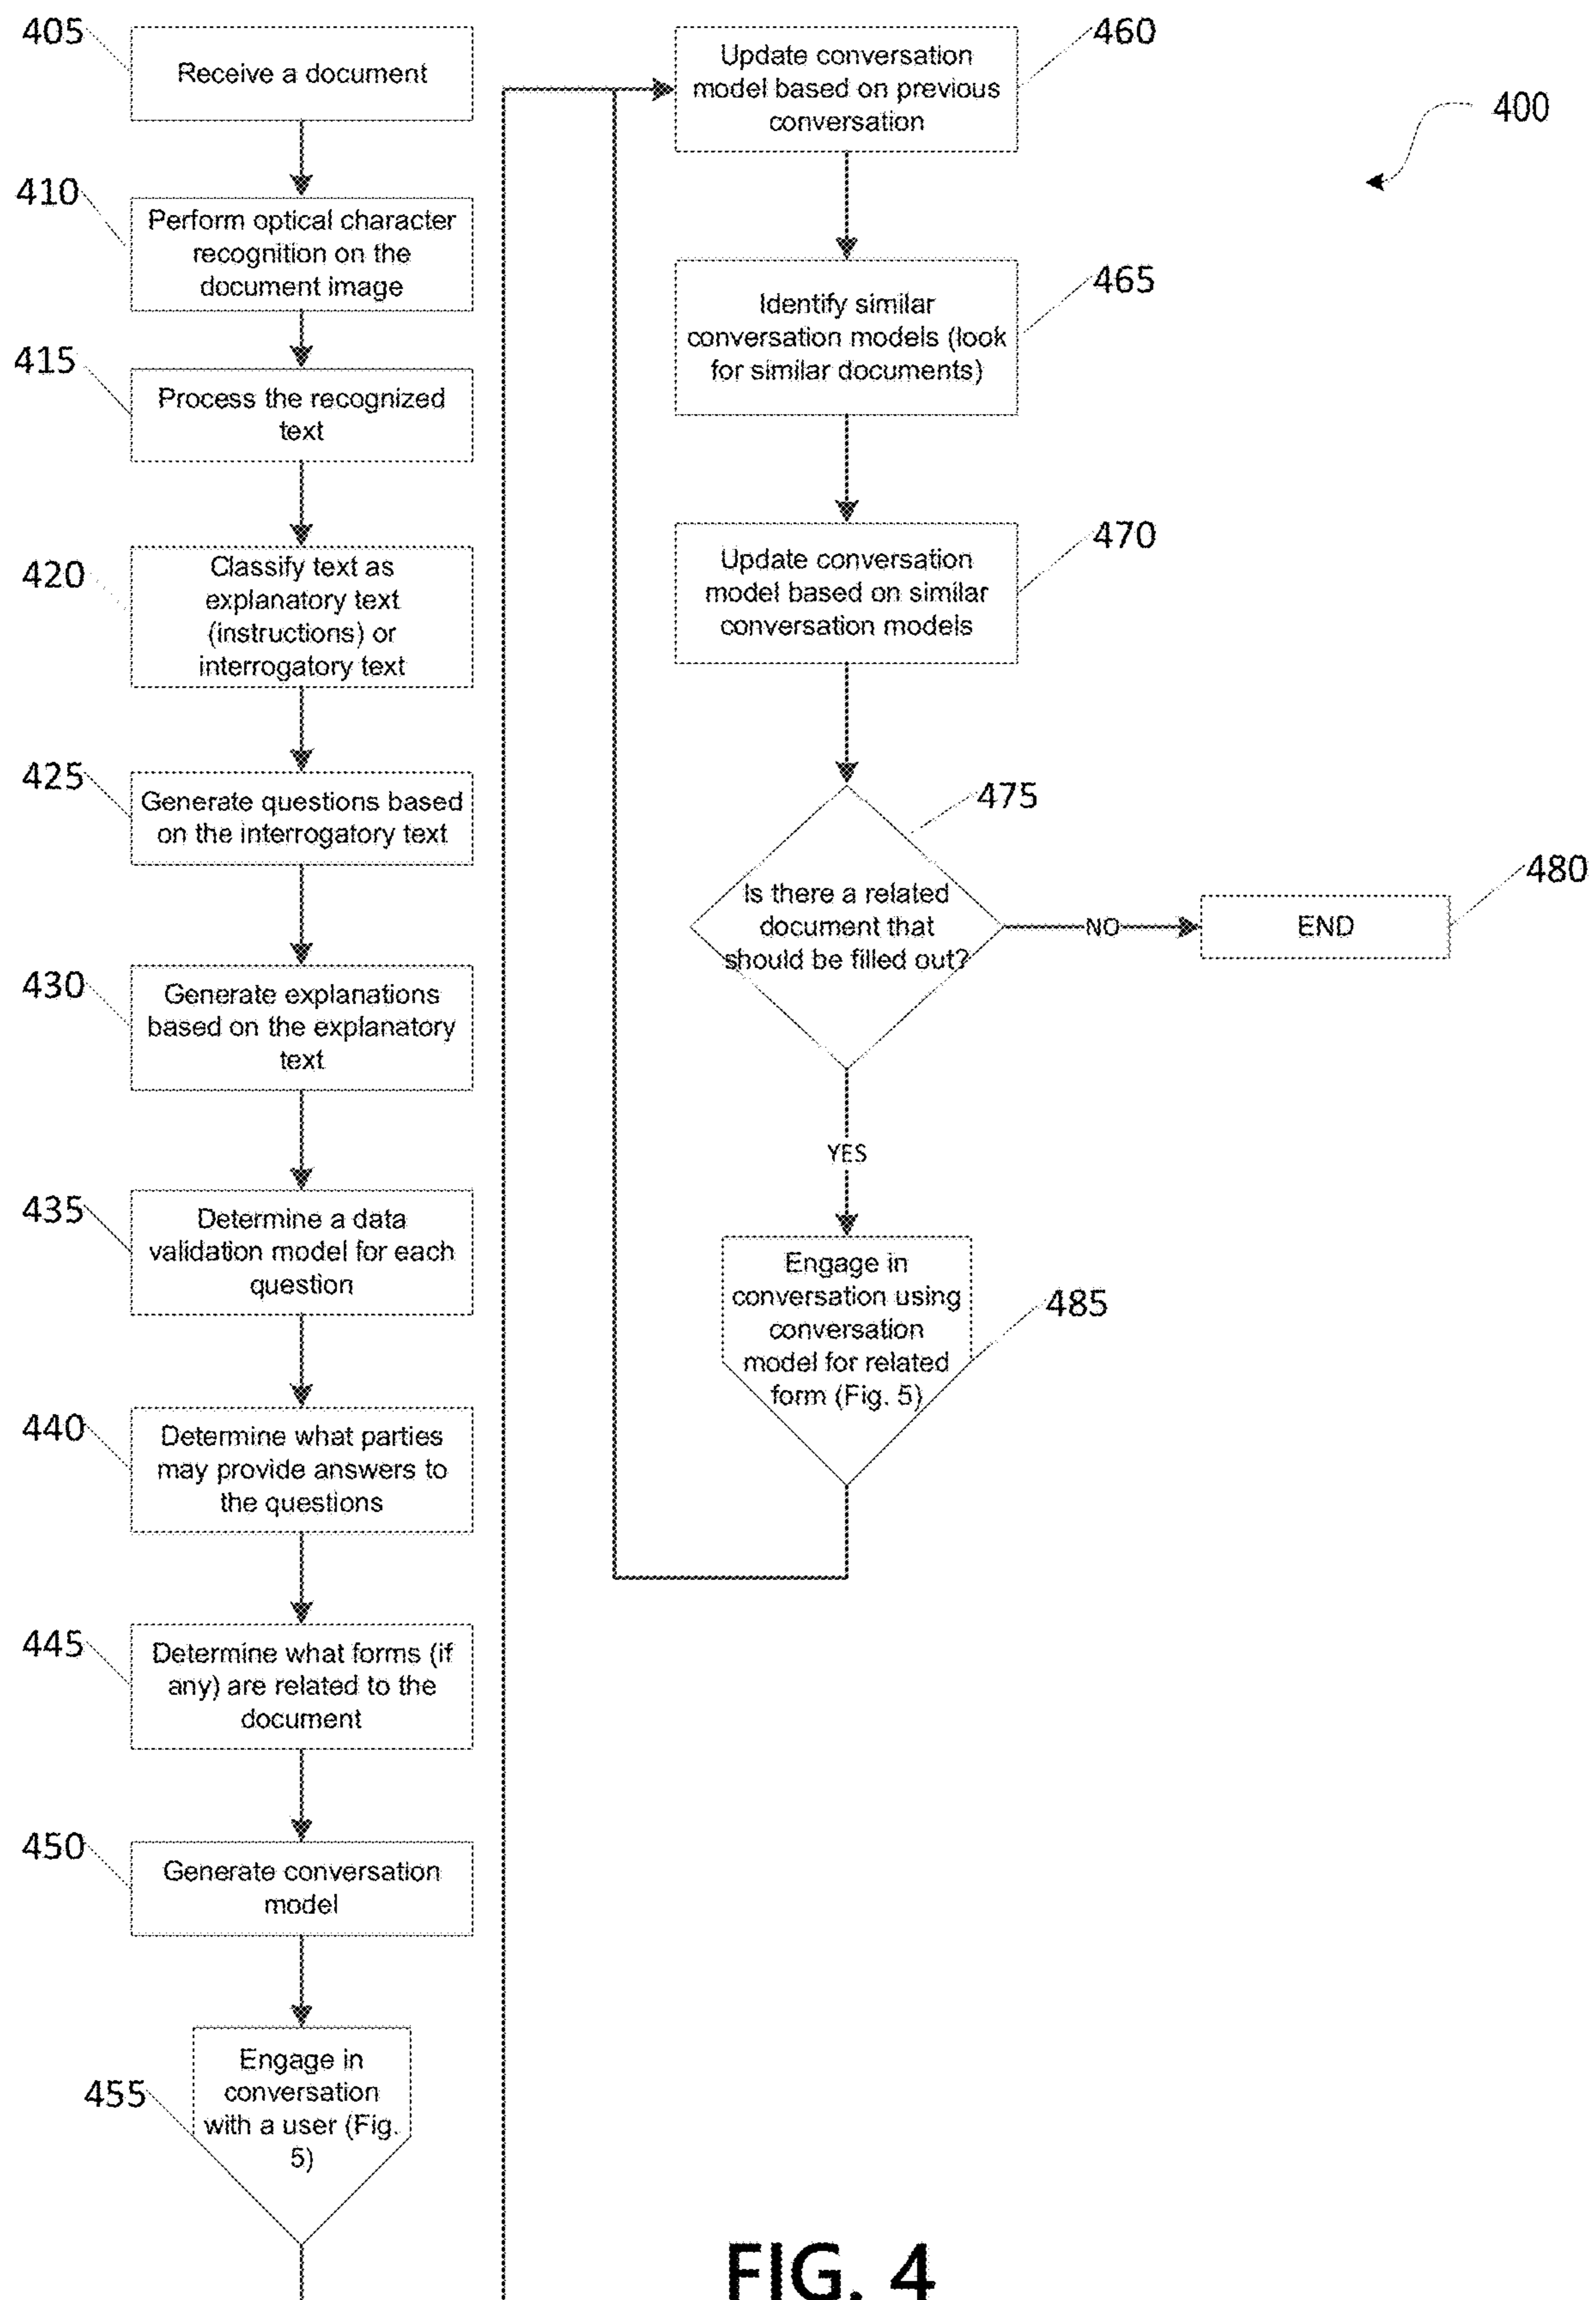 405
Receive a document
410
Perform optical character
recognition on the
document image
415
Process the recognized
text
420
Classify text as
explanatory text
(instructions) or
interrogatory text
425
Generate questions based
on the interrogatory text
430
Generate explanations
based on the explanatory
text
435
Determine a data
validation model for each
question
440
Determine what parties
may provide answers to
the questions
445
Determine what forms (if
any) are related to the
document
450
Generate conversation
model
455
Engage in
conversation
with a user (Fig.
5)
460
Update conversation
model based on previous
conversation
400
465
Identify similar
conversation models (look
for similar documents)
470
Update conversation
model based on similar
conversation models
475
Is there a related
document that
should be filled out?
NO
480
END
YES
485
Engage in
conversation using
conversation
model for related
form (Fig. 5)
FIG. 4